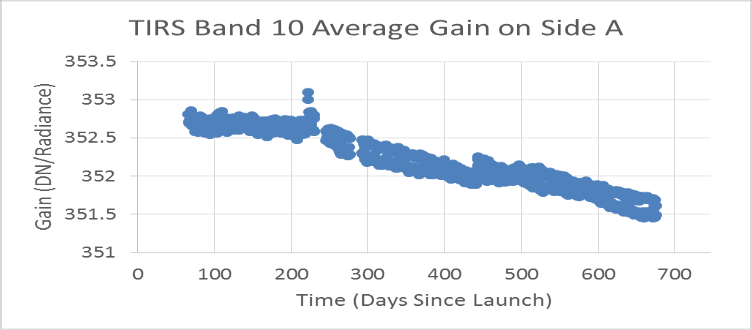 TIRS Band 10 Average Gain on Side A
353.5
353
352.5
352
351.5
351
Gain (DN/Radiance)
0 100 200 300 400 500 600 700
Time (Days Since Launch)